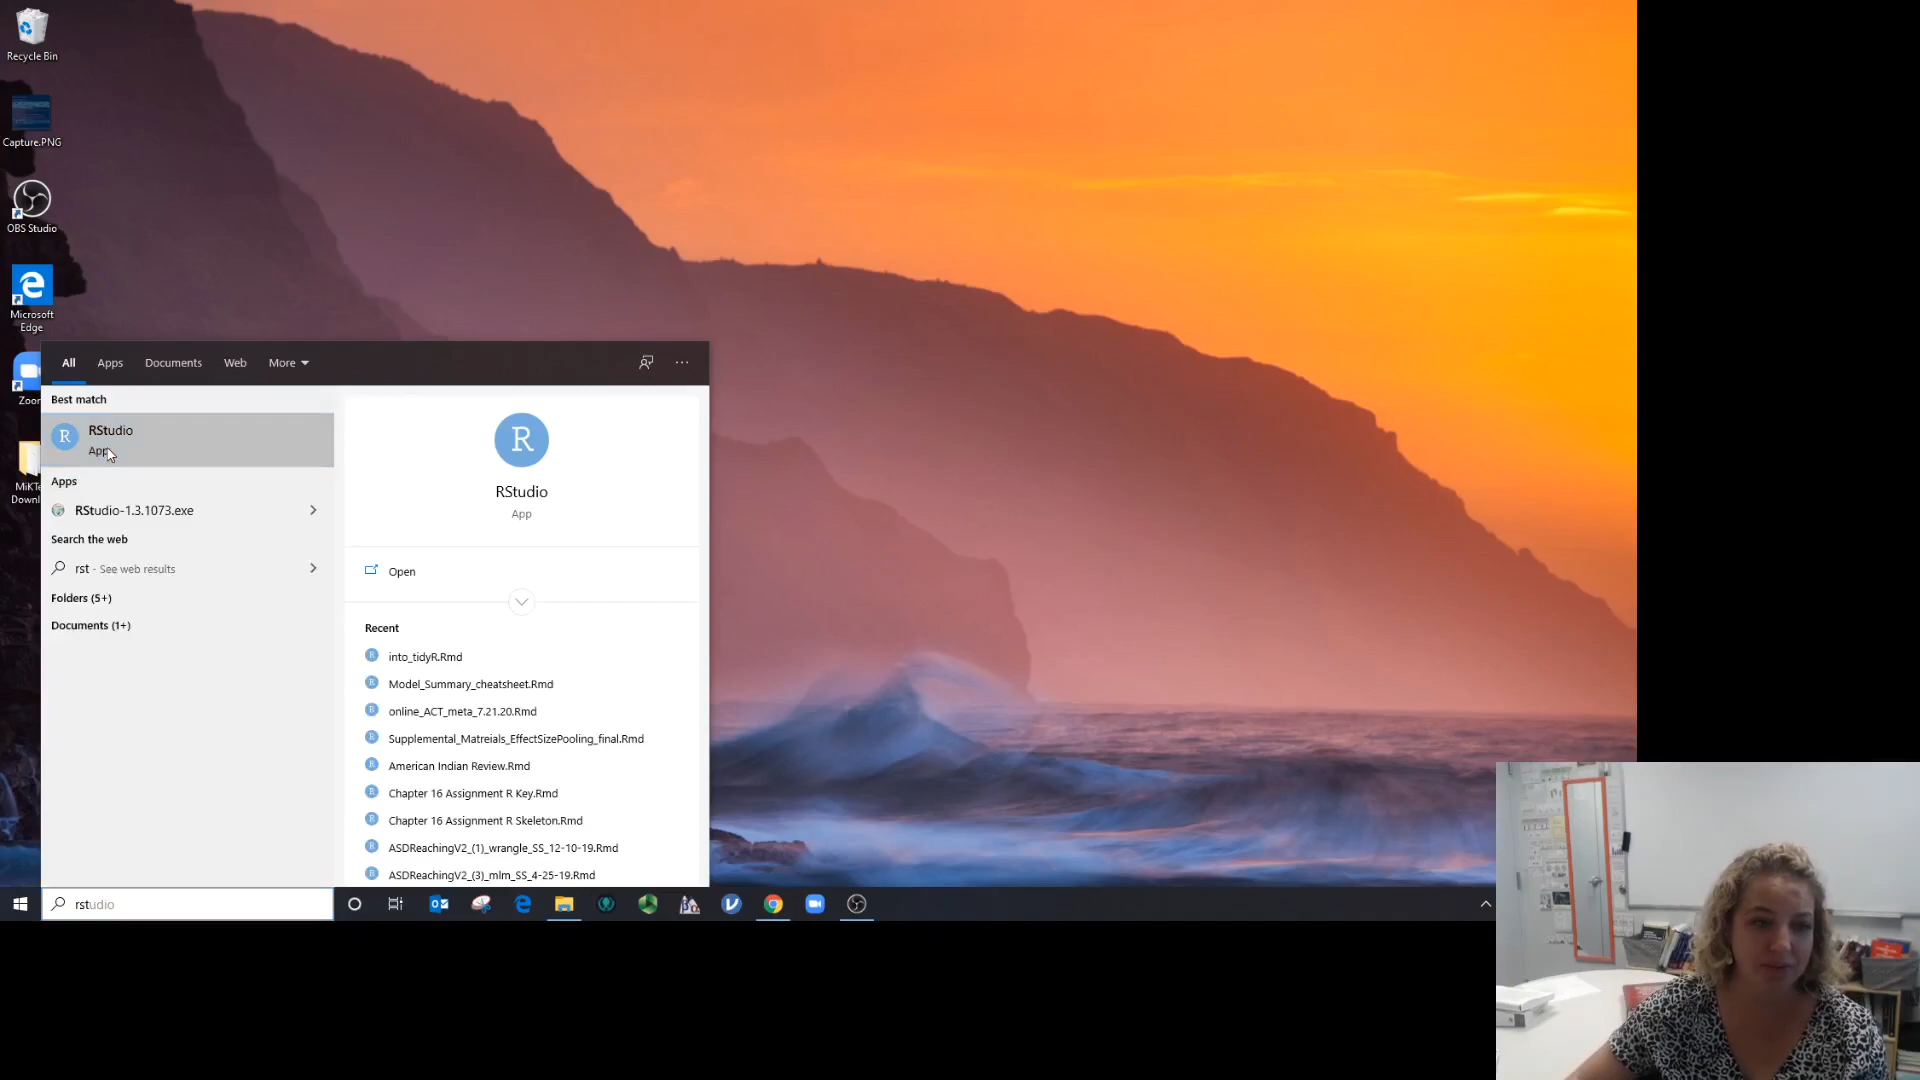 Recycle Bin
Capture.PNG
OBS Studio
Microsoft
Edge
Zoom
MiKTe
Downl
All Apps Documents Web More
Best match
RStudio
App
Apps
RStudio-1.3.1073.exe
Search the web
rst - See web results
Folders (5+)
Documents (1+)
R
RStudio
App
Open
Recent
into_tidyR.Rmd
Model_Summary_cheatsheet.Rmd
online_ACT_meta_7.21.20.Rmd
Supplemental_Matreials_EffectSizePooling_final.Rmd
American Indian Review.Rmd
Chapter 16 Assignment R Key.Rmd
Chapter 16 Assignment R Skeleton.Rmd
ASDReachingV2_(1)_wrangle_SS_12-10-19.Rmd
ASDReachingV2_(3)_mlm_SS_4-25-19.Rmd
rstudio